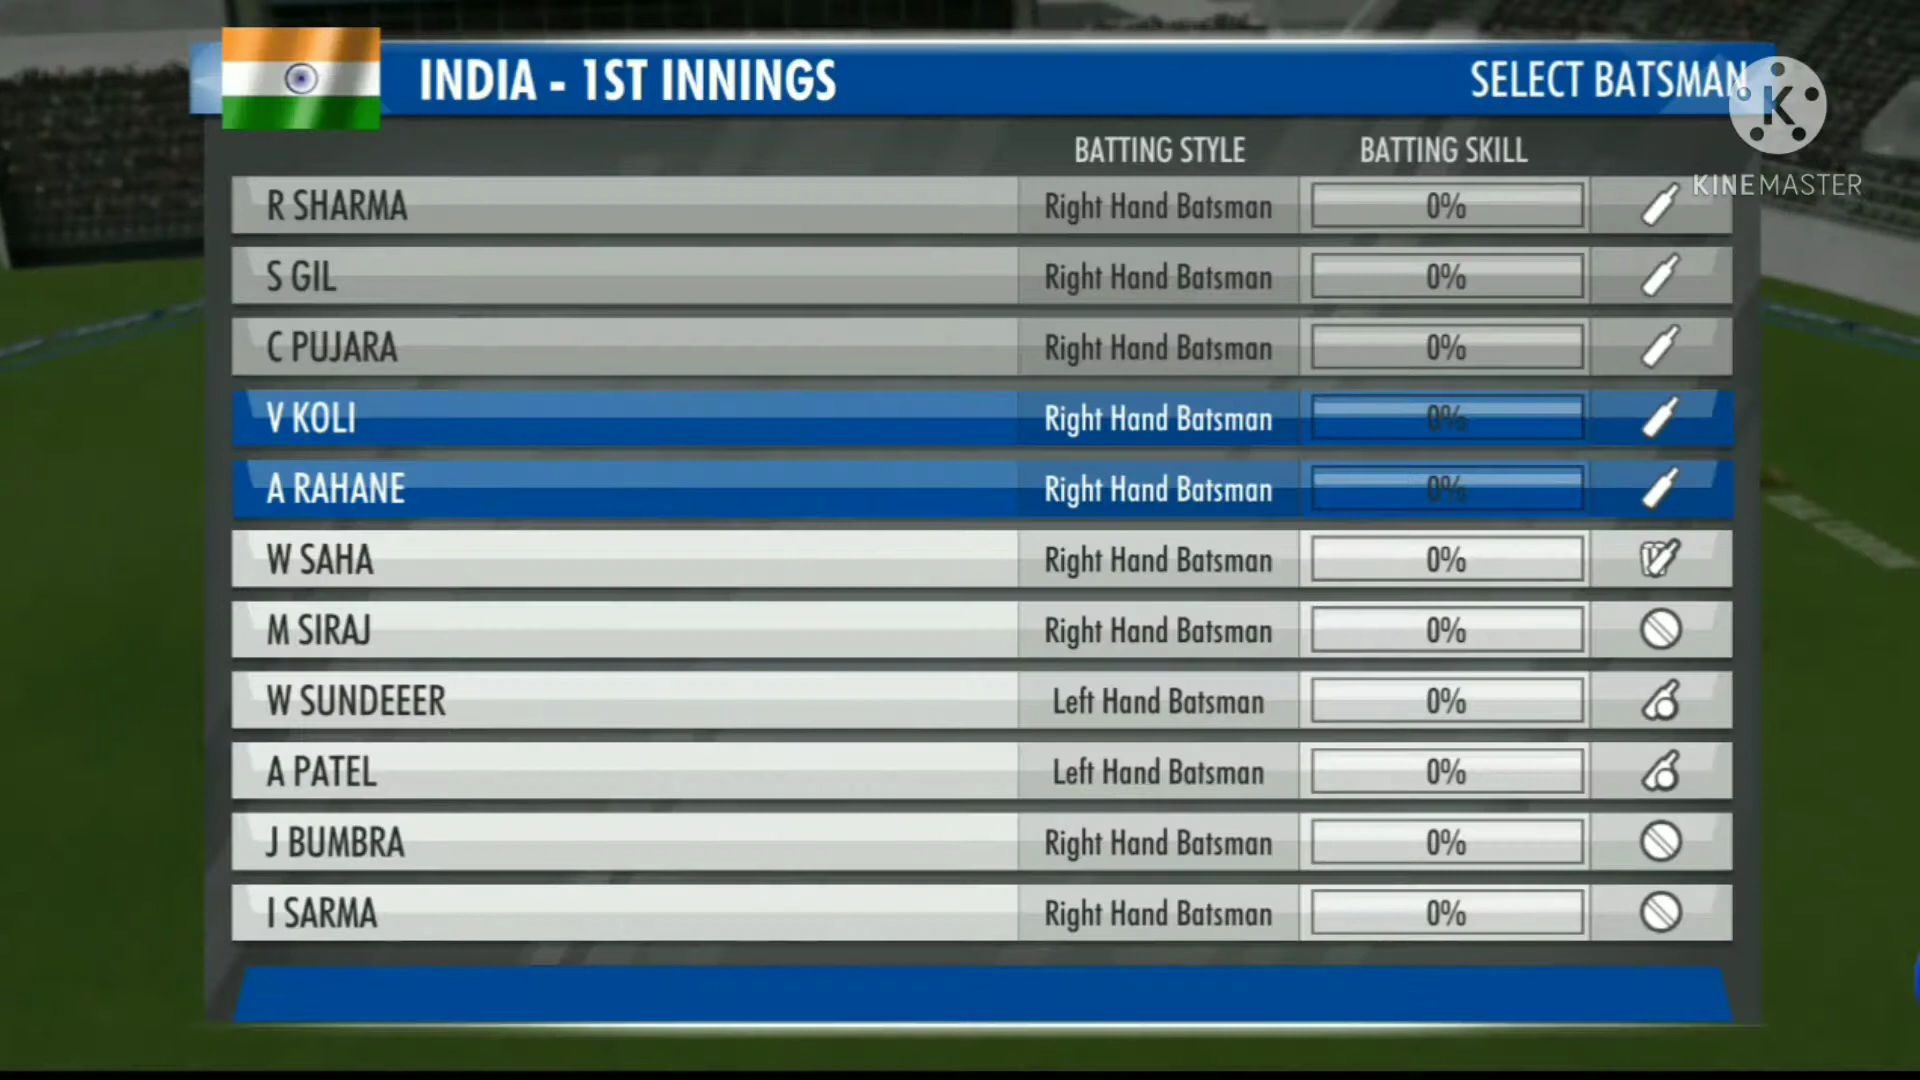 INDIA - 1ST INNINGS SELECT BATSMAN
K
KINEMASTER
BATTING STYLE BATTING SKILL
R SHARMA Right Hand Batsman 0%
S GIL Right Hand Batsman 0%
C PUJARA Right Hand Batsman 0%
V KOLI Right Hand Batsman 0%
A RAHANE Right Hand Batsman 0%
W SAHA Right Hand Batsman 0%
M SIRAJ Right Hand Batsman 0%
W SUNDEEER Left Hand Batsman 0%
A PATEL Left Hand Batsman 0%
J BUMBRA Right Hand Batsman 0%
I SARMA Right Hand Batsman 0%